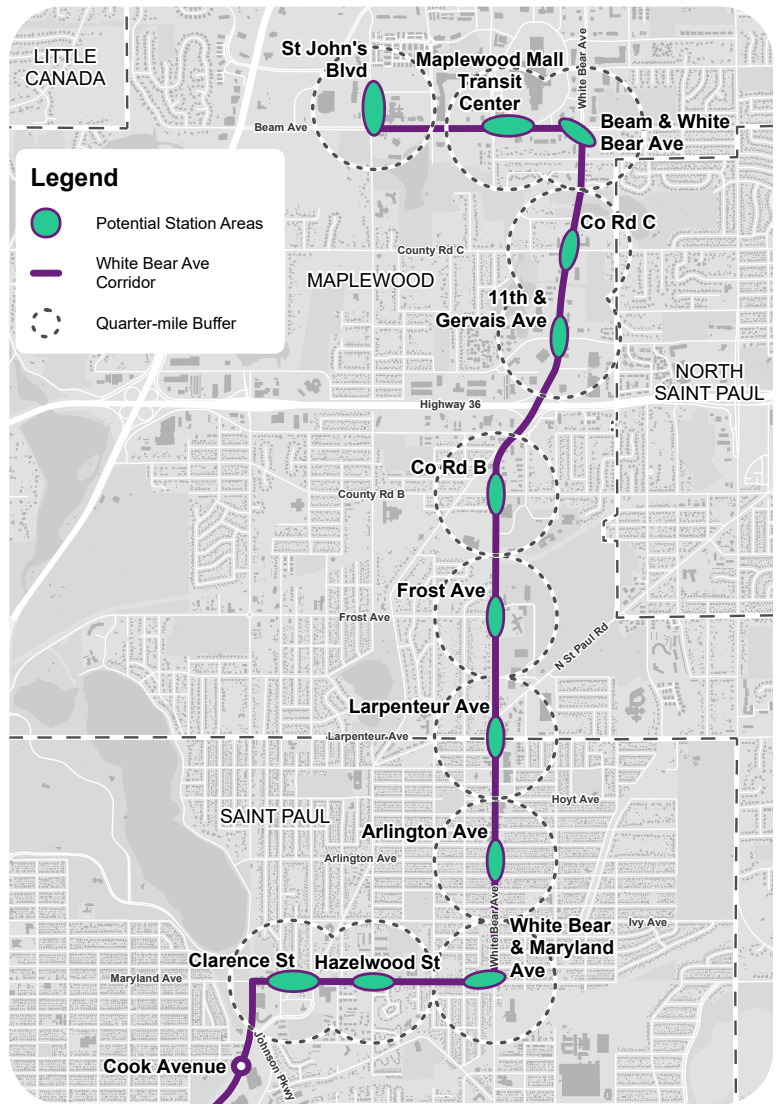 LITTLE
CANADA
St John's
Blvd
Maplewood Mall
Transit
Center
White Bear Ave
Beam Ave
Beam & White
Bear Ave
Legend
Potential Station Areas
White Bear Ave
Corridor
Quarter-mile Buffer
Co Rd C
County Rd C
MAPLEWOOD
11th &
Gervais Ave
NORTH
SAINT PAUL
Highway 36
Co Rd B
County Rd B
Frost Ave
Frost Ave
N St Paul Rd
Larpenteur Ave
Larpenteur Ave
Hoyt Ave
SAINT PAUL
Arlington Ave
Arlington Ave
White Bear Ave
Ivy Ave
White Bear
& Maryland
Ave
Clarence St
Hazelwood St
Maryland Ave
Johnson Pkwy
Cook Avenue